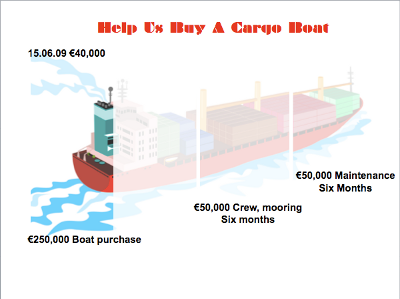 Help Us Buy A Cargo Boat
15.06.09 €40,000
€50,000 Maintenance
Six Months
€50,000 Crew, mooring
Six months
€250,000 Boat purchase